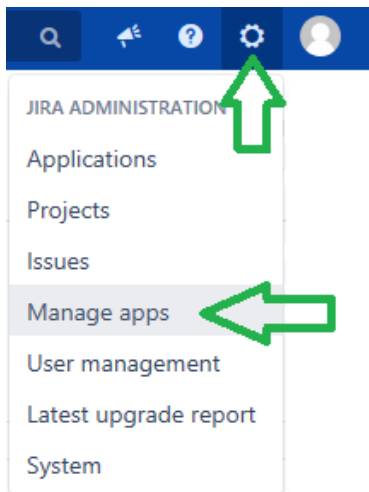 JIRA ADMINISTRATION
Applications
Projects
Issues
Manage apps
User management
Latest upgrade report
System